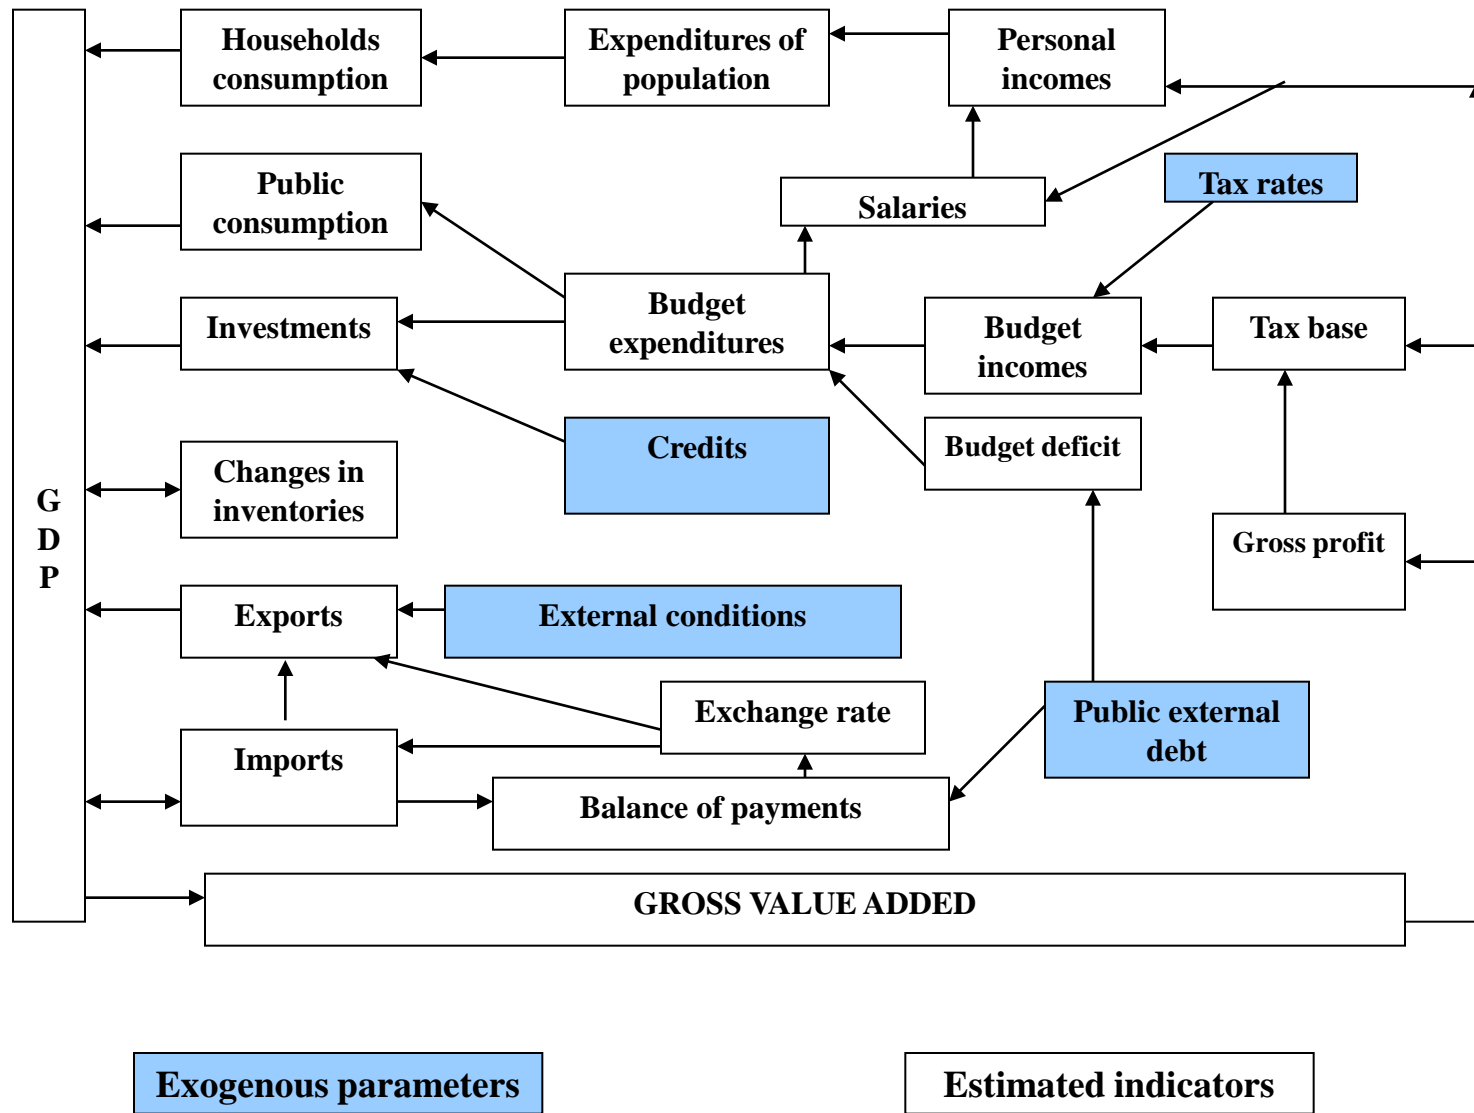 Households
consumption
Expenditures of
population
Personal
incomes
Public
consumption
Salaries
Tax rates
Investments
Budget
expenditures
Budget
incomes
Tax base
Credits
Budget deficit
Changes in
inventories
G
D
P
Gross profit
Exports
External conditions
Exchange rate
Public external
debt
Imports
Balance of payments
GROSS VALUE ADDED
Exogenous parameters
Estimated indicators